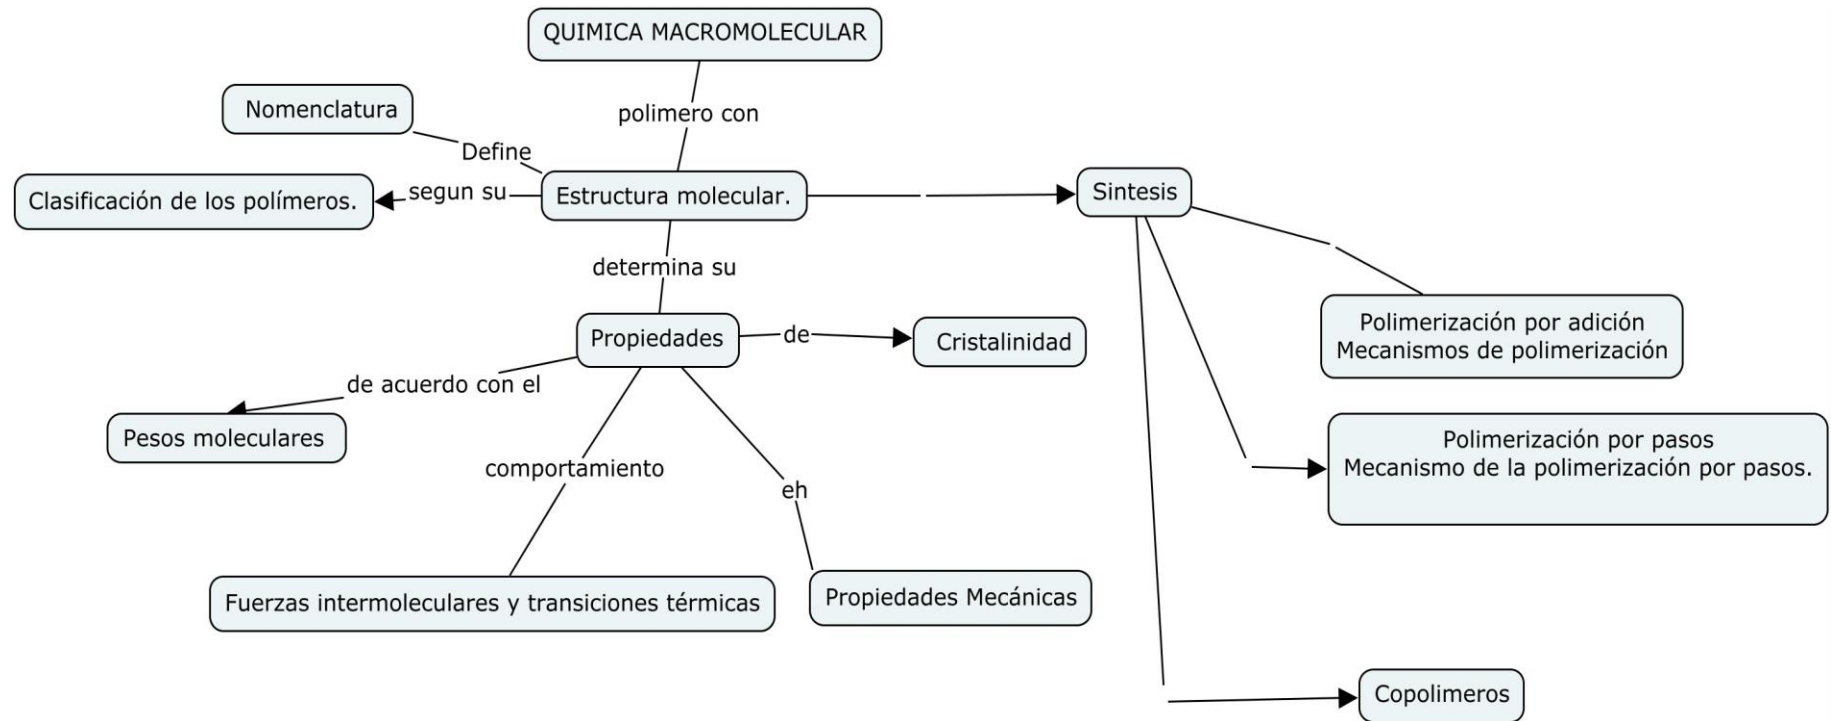 QUIMICA MACROMOLECULAR
polimero con
Nomenclatura
Define
Clasificación de los polímeros.
segun su
Estructura molecular.
Sintesis
determina su
Propiedades
de
Cristalinidad
Polimerización por adición
Mecanismos de polimerización
de acuerdo con el
Pesos moleculares
Polimerización por pasos
Mecanismo de la polimerización por pasos.
comportamiento
eh
Fuerzas intermoleculares y transiciones térmicas
Propiedades Mecánicas
Copolimeros